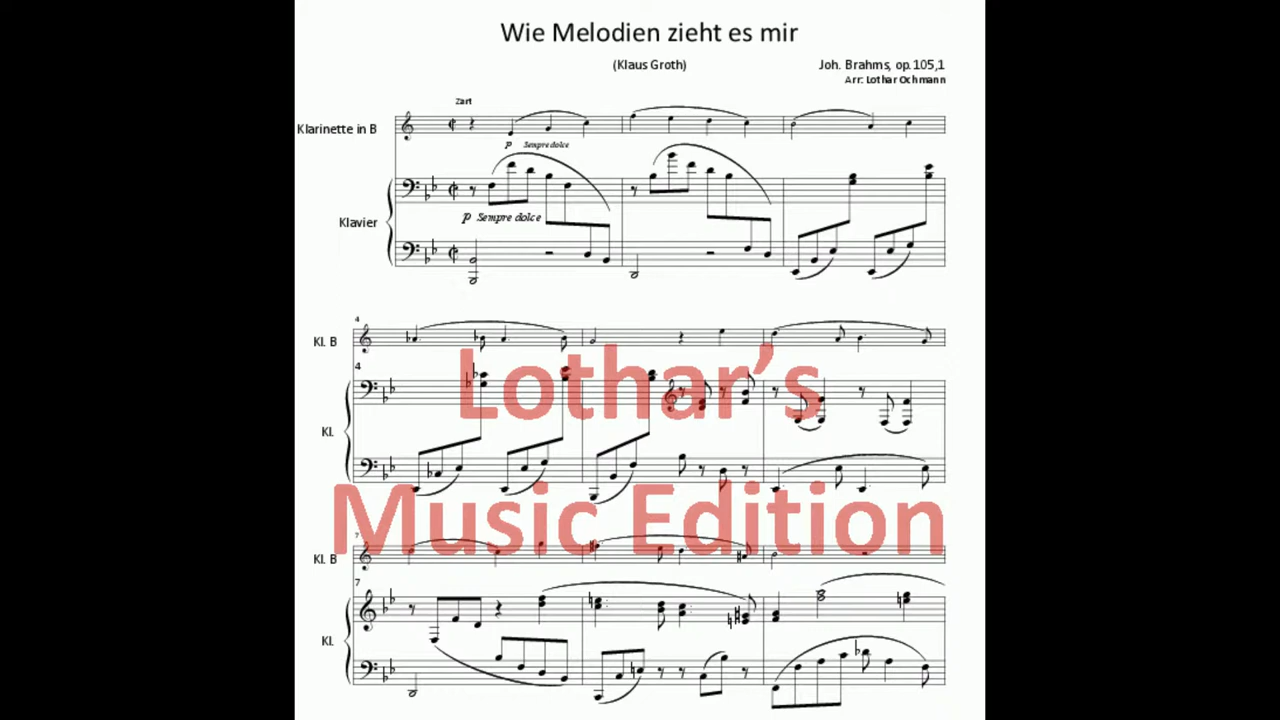 Wie Melodien zieht es mir
(Klaus Groth)
Joh. Brahms, op.105,1
Arr: Lothar Ochmann
Zart
Klarinette in B
p Sempre dolce
Klavier
p Sempre dolce
4
Kl. B
4
Lothar's
Kl.
Music Edition
7
Kl. B
7
Kl.